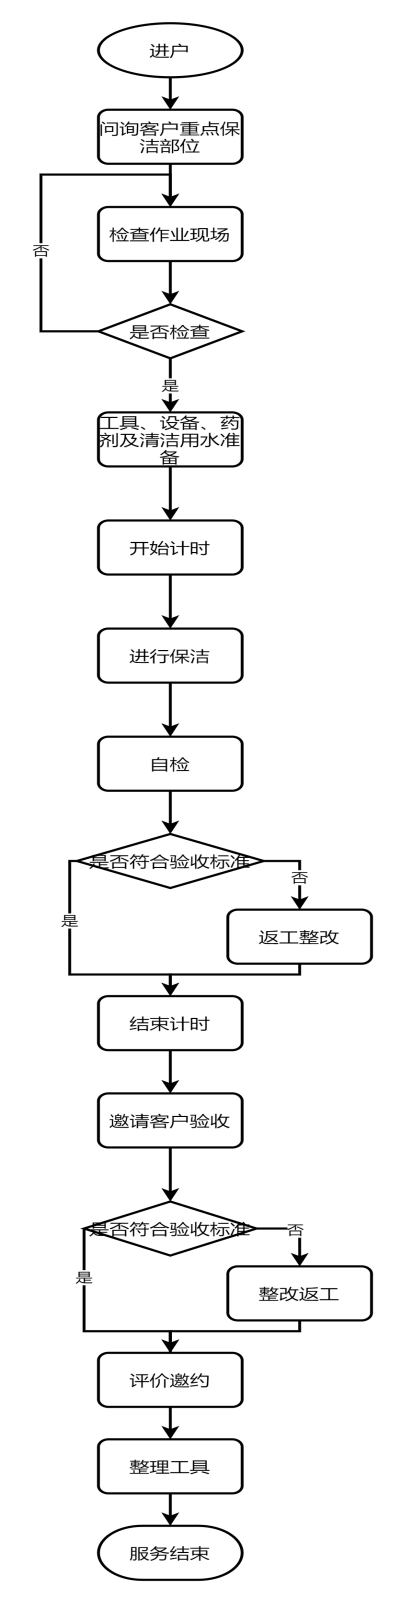 进户
问询客户重点保
洁部位
检查作业现场
否
是否检查
是
工具、设备、药
剂及清洁用水准
备
开始计时
进行保洁
自检
是否符合验收标准
否
是
返工整改
结束计时
邀请客户验收
是否符合验收标准
否
是
整改返工
评价邀约
整理工具
服务结束